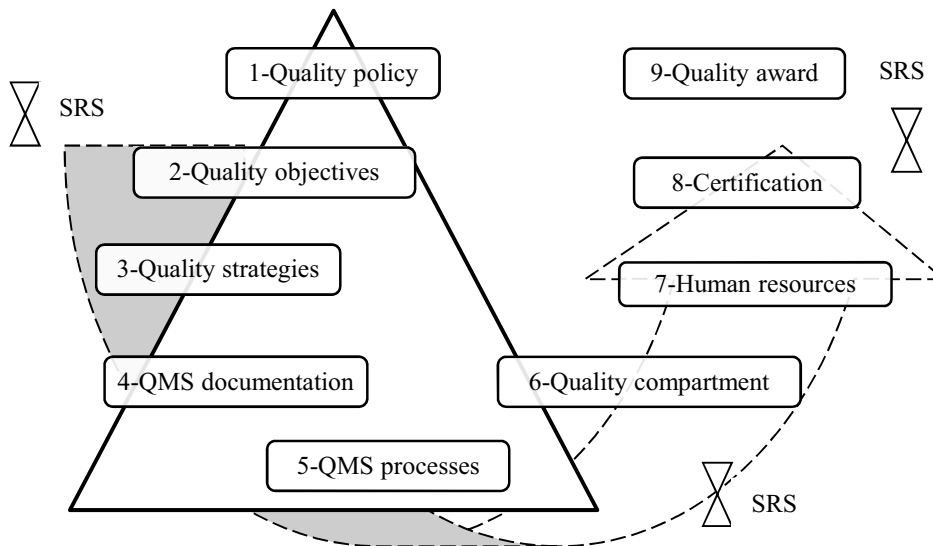 1-Quality policy
9-Quality award
SRS
SRS
2-Quality objectives
8-Certification
3-Quality strategies
7-Human resources
4-QMS documentation
6-Quality compartment
5-QMS processes
SRS